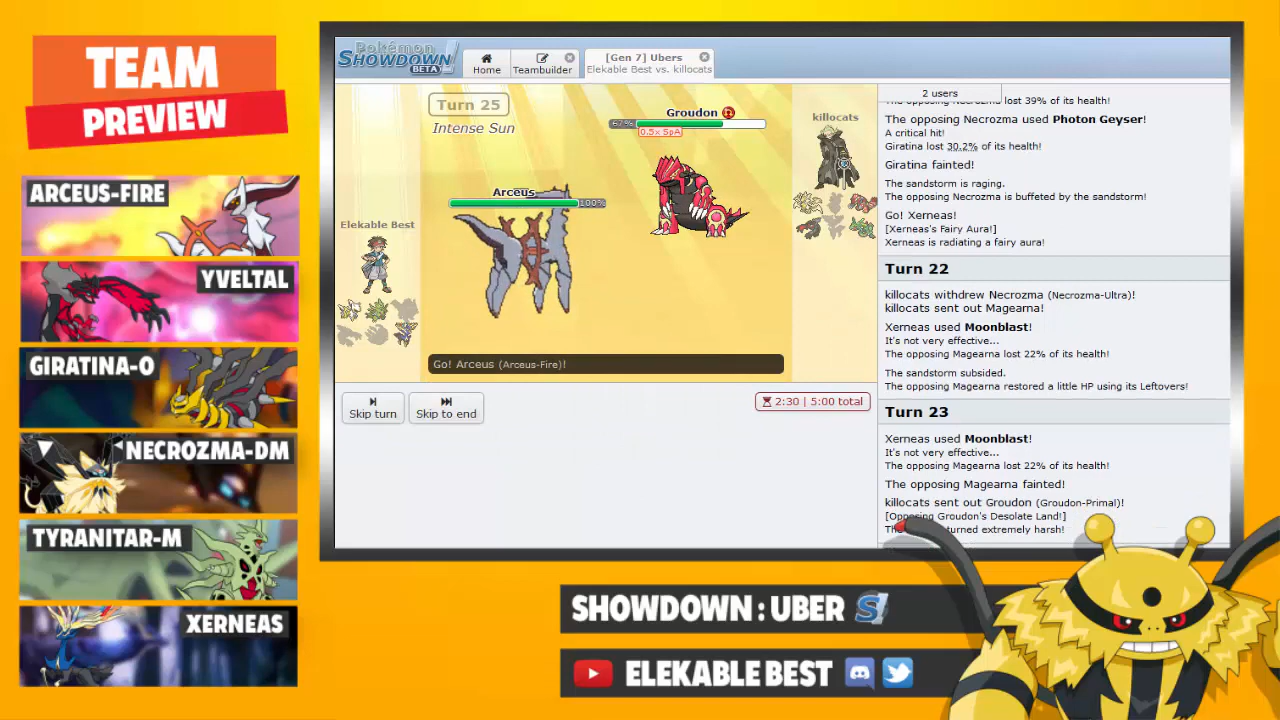 TEAM
PREVIEW
ARCEUS-FIRE
YVELTAL
GIRATINA-O
NECROZMA-DM
TYRANITAR-M
XERNEAS
Pokémon
SHOWDOWN
BETA
Home
Teambuilder
[Gen 7] Ubers
Elekable Best vs. killocats
Turn 25
Intense Sun
Groudon
67%
0.5× SpA
Arceus
100%
Elekable Best
killocats
Go! Arceus (Arceus-Fire)!
Skip turn
Skip to end
2:30 | 5:00 total
2 users
The opposing Necrozma lost 39% of its health!
The opposing Necrozma used Photon Geyser!
A critical hit!
Giratina lost 30.2% of its health!
Giratina fainted!
The sandstorm is raging.
The opposing Necrozma is buffeted by the sandstorm!
Go! Xerneas!
[Xerneas's Fairy Aura!]
Xerneas is radiating a fairy aura!
Turn 22
killocats withdrew Necrozma (Necrozma-Ultra)!
killocats sent out Magearna!
Xerneas used Moonblast!
It's not very effective...
The opposing Magearna lost 22% of its health!
The sandstorm subsided.
The opposing Magearna restored a little HP using its Leftovers!
Turn 23
Xerneas used Moonblast!
It's not very effective...
The opposing Magearna lost 22% of its health!
The opposing Magearna fainted!
killocats sent out Groudon (Groudon-Primal)!
[Opposing Groudon's Desolate Land!]
The turned extremely harsh!
SHOWDOWN : UBER S
ELEKABLE BEST